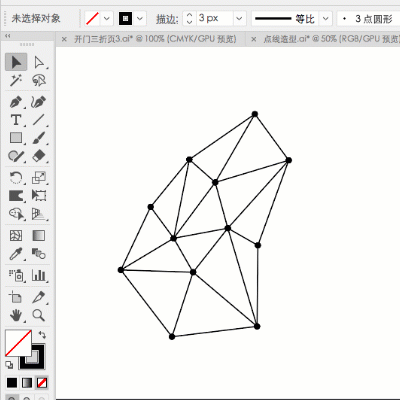 未选择对象 描边: 3 px 等比 • 3 点圆形
× 开门三折页3.ai* @ 100% (CMYK/GPU 预览) × 点线造型.ai* @ 50% (RGB/GPU 预览)